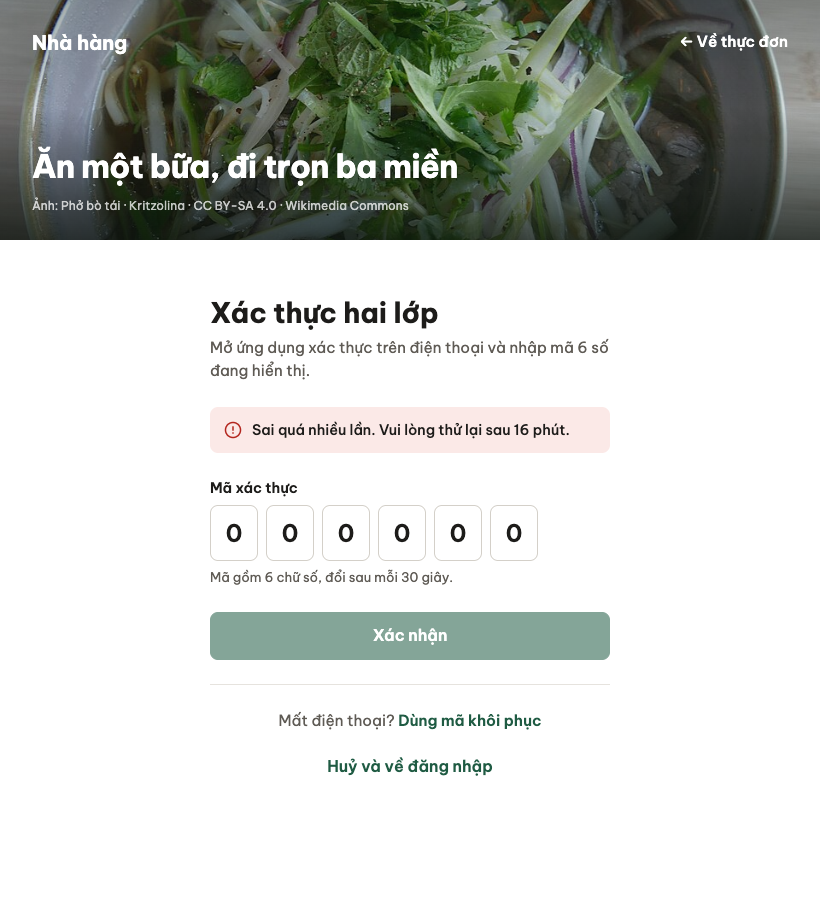 Nhà hàng
← Về thực đơn
Ăn một bữa, đi trọn ba miền
Ảnh: Phở bò tái · Kritzolina · CC BY-SA 4.0 · Wikimedia Commons
Xác thực hai lớp
Mở ứng dụng xác thực trên điện thoại và nhập mã 6 số
đang hiển thị.
Sai quá nhiều lần. Vui lòng thử lại sau 16 phút.
Mã xác thực
0 0 0 0 0 0
Mã gồm 6 chữ số, đổi sau mỗi 30 giây.
Xác nhận
Mất điện thoại? Dùng mã khôi phục
Huỷ và về đăng nhập